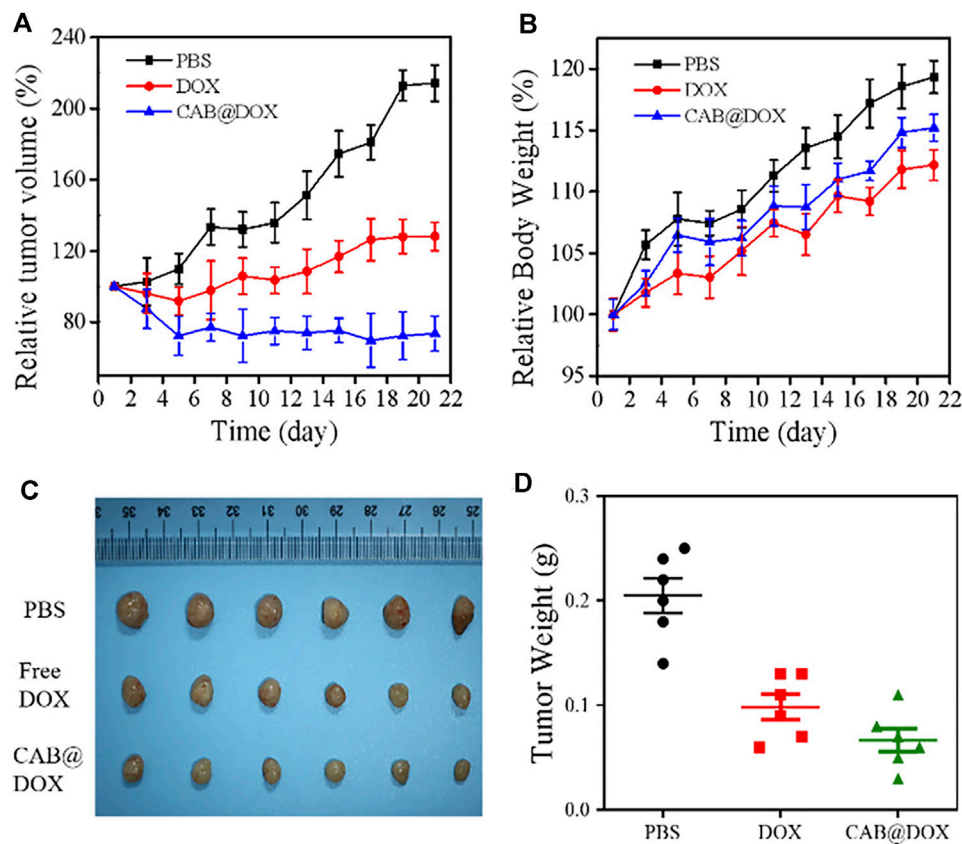 A
Relative tumor volume (%)
240
200
160
120
80
PBS
DOX
CAB@DOX
0 2 4 6 8 10 12 14 16 18 20 22
Time (day)
B
Relative Body Weight (%)
120
115
110
105
100
95
PBS
DOX
CAB@DOX
0 2 4 6 8 10 12 14 16 18 20 22
Time (day)
C
35 34 33 32 31 30 29 28 27 26 25
PBS
Free
DOX
CAB@
DOX
D
Tumor Weight (g)
0.3
0.2
0.1
0.0
PBS DOX CAB@DOX